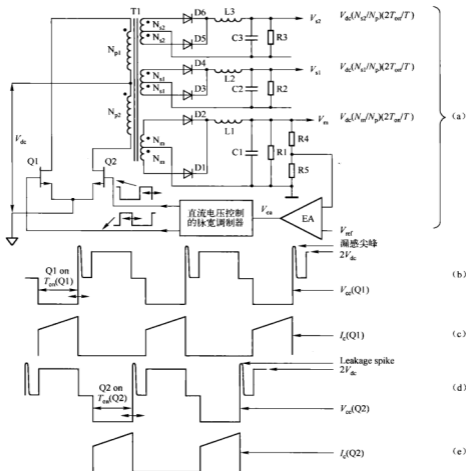 T1
D6
L3
V_s2
V_dc(N_s2/N_p)(2T_on/T)
N_s2
N_s2
C3
R3
D5
N_p1
D4
L2
V_s1
V_dc(N_s1/N_p)(2T_on/T)
N_s1
N_s1
D3
C2
R2
(a)
D2
L1
V_m
V_dc(N_m/N_p)(2T_on/T)
N_p2
N_m
N_m
C1
R1
R4
D1
R5
V_dc
Q1
Q2
直流电压控制
的脉宽调制器
V_ea
EA
V_ref
漏感尖峰
2V_dc
Q1 on
T_on(Q1)
(b)
V_ce(Q1)
I_c(Q1)
(c)
Leakage spike
2V_dc
Q2 on
T_on(Q2)
(d)
V_ce(Q2)
I_c(Q2)
(e)